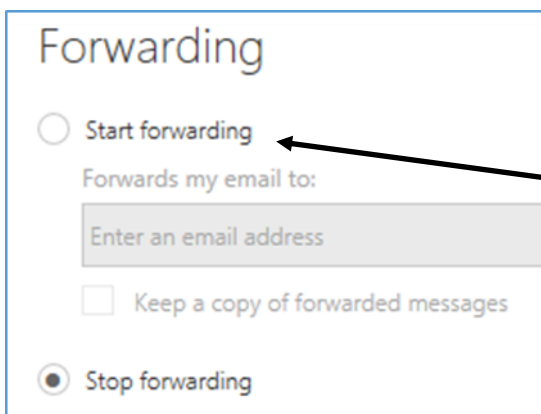 Forwarding
Start forwarding
Forwards my email to:
Enter an email address
Keep a copy of forwarded messages
Stop forwarding